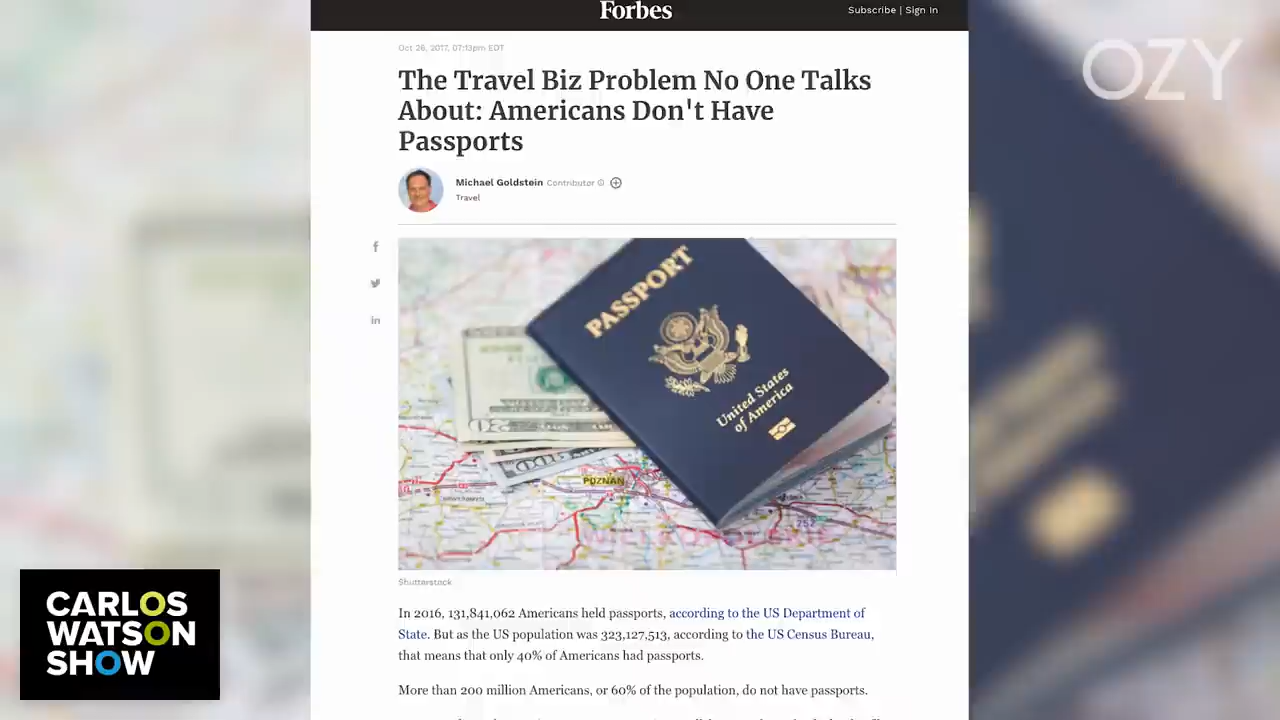 Forbes
Subscribe | Sign In
OZY
Oct 26, 2017, 07:13pm EDT
The Travel Biz Problem No One Talks
About: Americans Don't Have
Passports
Michael Goldstein Contributor
Travel
PASSPORT
United States
of America
POZNAŃ
Shutterstock
In 2016, 131,841,062 Americans held passports, according to the US Department of
State. But as the US population was 323,127,513, according to the US Census Bureau,
that means that only 40% of Americans had passports.
More than 200 million Americans, or 60% of the population, do not have passports.
CARLOS
WATSON
SHOW